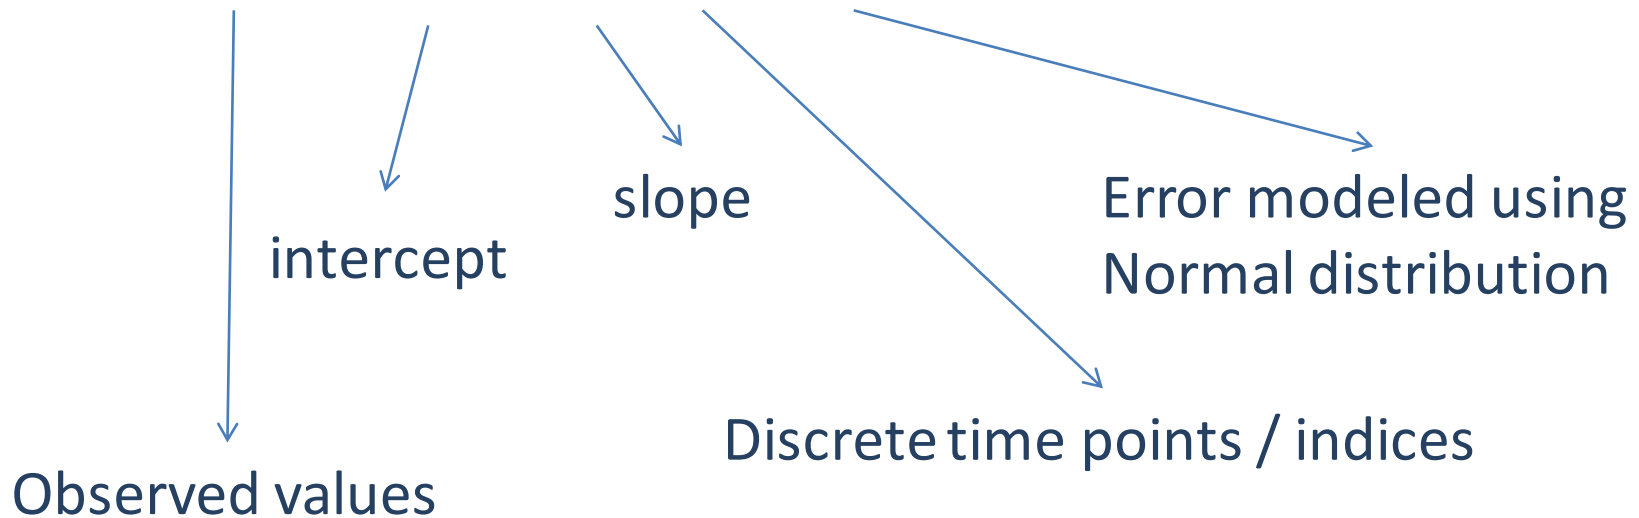 slope
Error modeled using
Normal distribution
intercept
Discrete time points / indices
Observed values